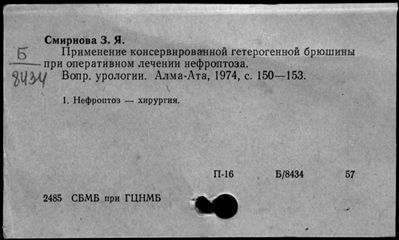 Смирнова З. Я.
Б
8434
Применение консервированной гетерогенной брюшины
при оперативном лечении нефроптоза.
Вопр. урологии. Алма-Ата, 1974, с. 150—153.
1. Нефроптоз — хирургия.
П-16 Б/8434 57
2485 СБМБ при ГЦНМБ